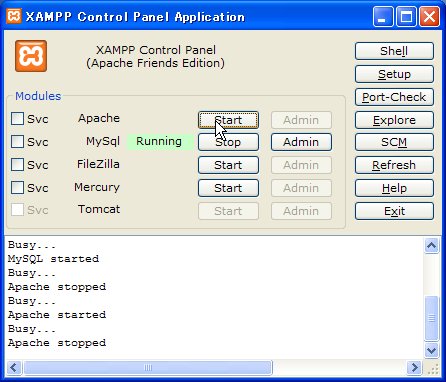 XAMPP Control Panel Application
XAMPP Control Panel
(Apache Friends Edition)
Shell
Setup
Port-Check
Explore
SCM
Refresh
Help
Exit
Modules
Svc Apache Start Admin
Svc MySql Running Stop Admin
Svc FileZilla Start Admin
Svc Mercury Start Admin
Svc Tomcat Start Admin
Busy...
MySQL started
Busy...
Apache stopped
Busy...
Apache started
Busy...
Apache stopped